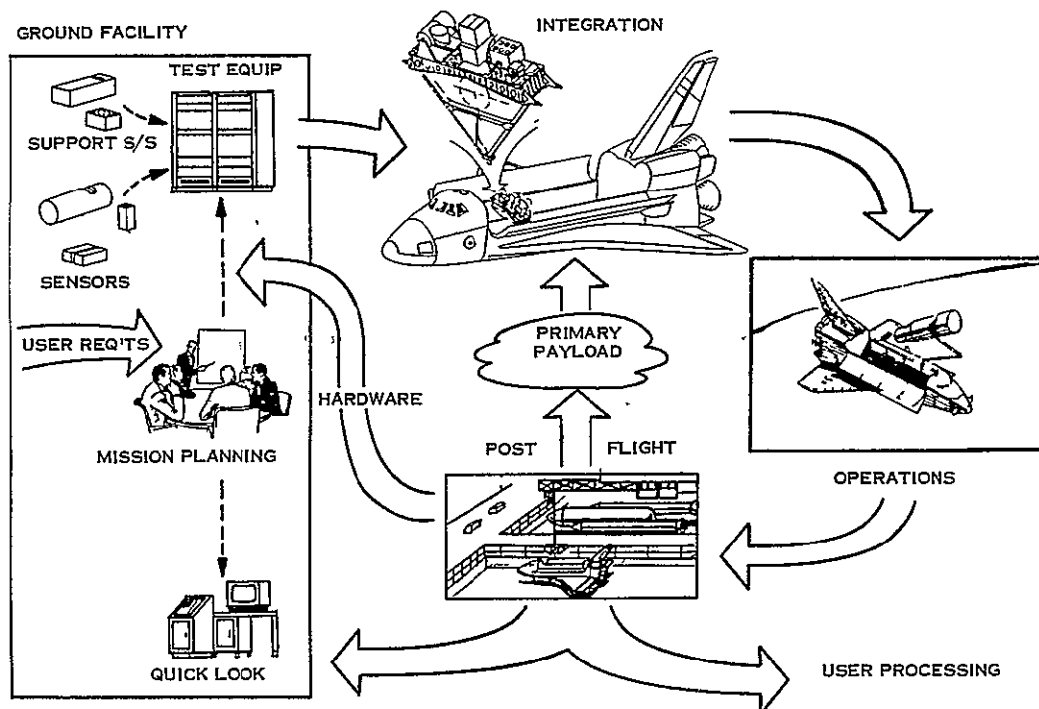 GROUND FACILITY
INTEGRATION
TEST EQUIP
SUPPORT S/S
SENSORS
USER REQ'TS
PRIMARY
PAYLOAD
HARDWARE
MISSION PLANNING
POST FLIGHT
OPERATIONS
QUICK LOOK
USER PROCESSING